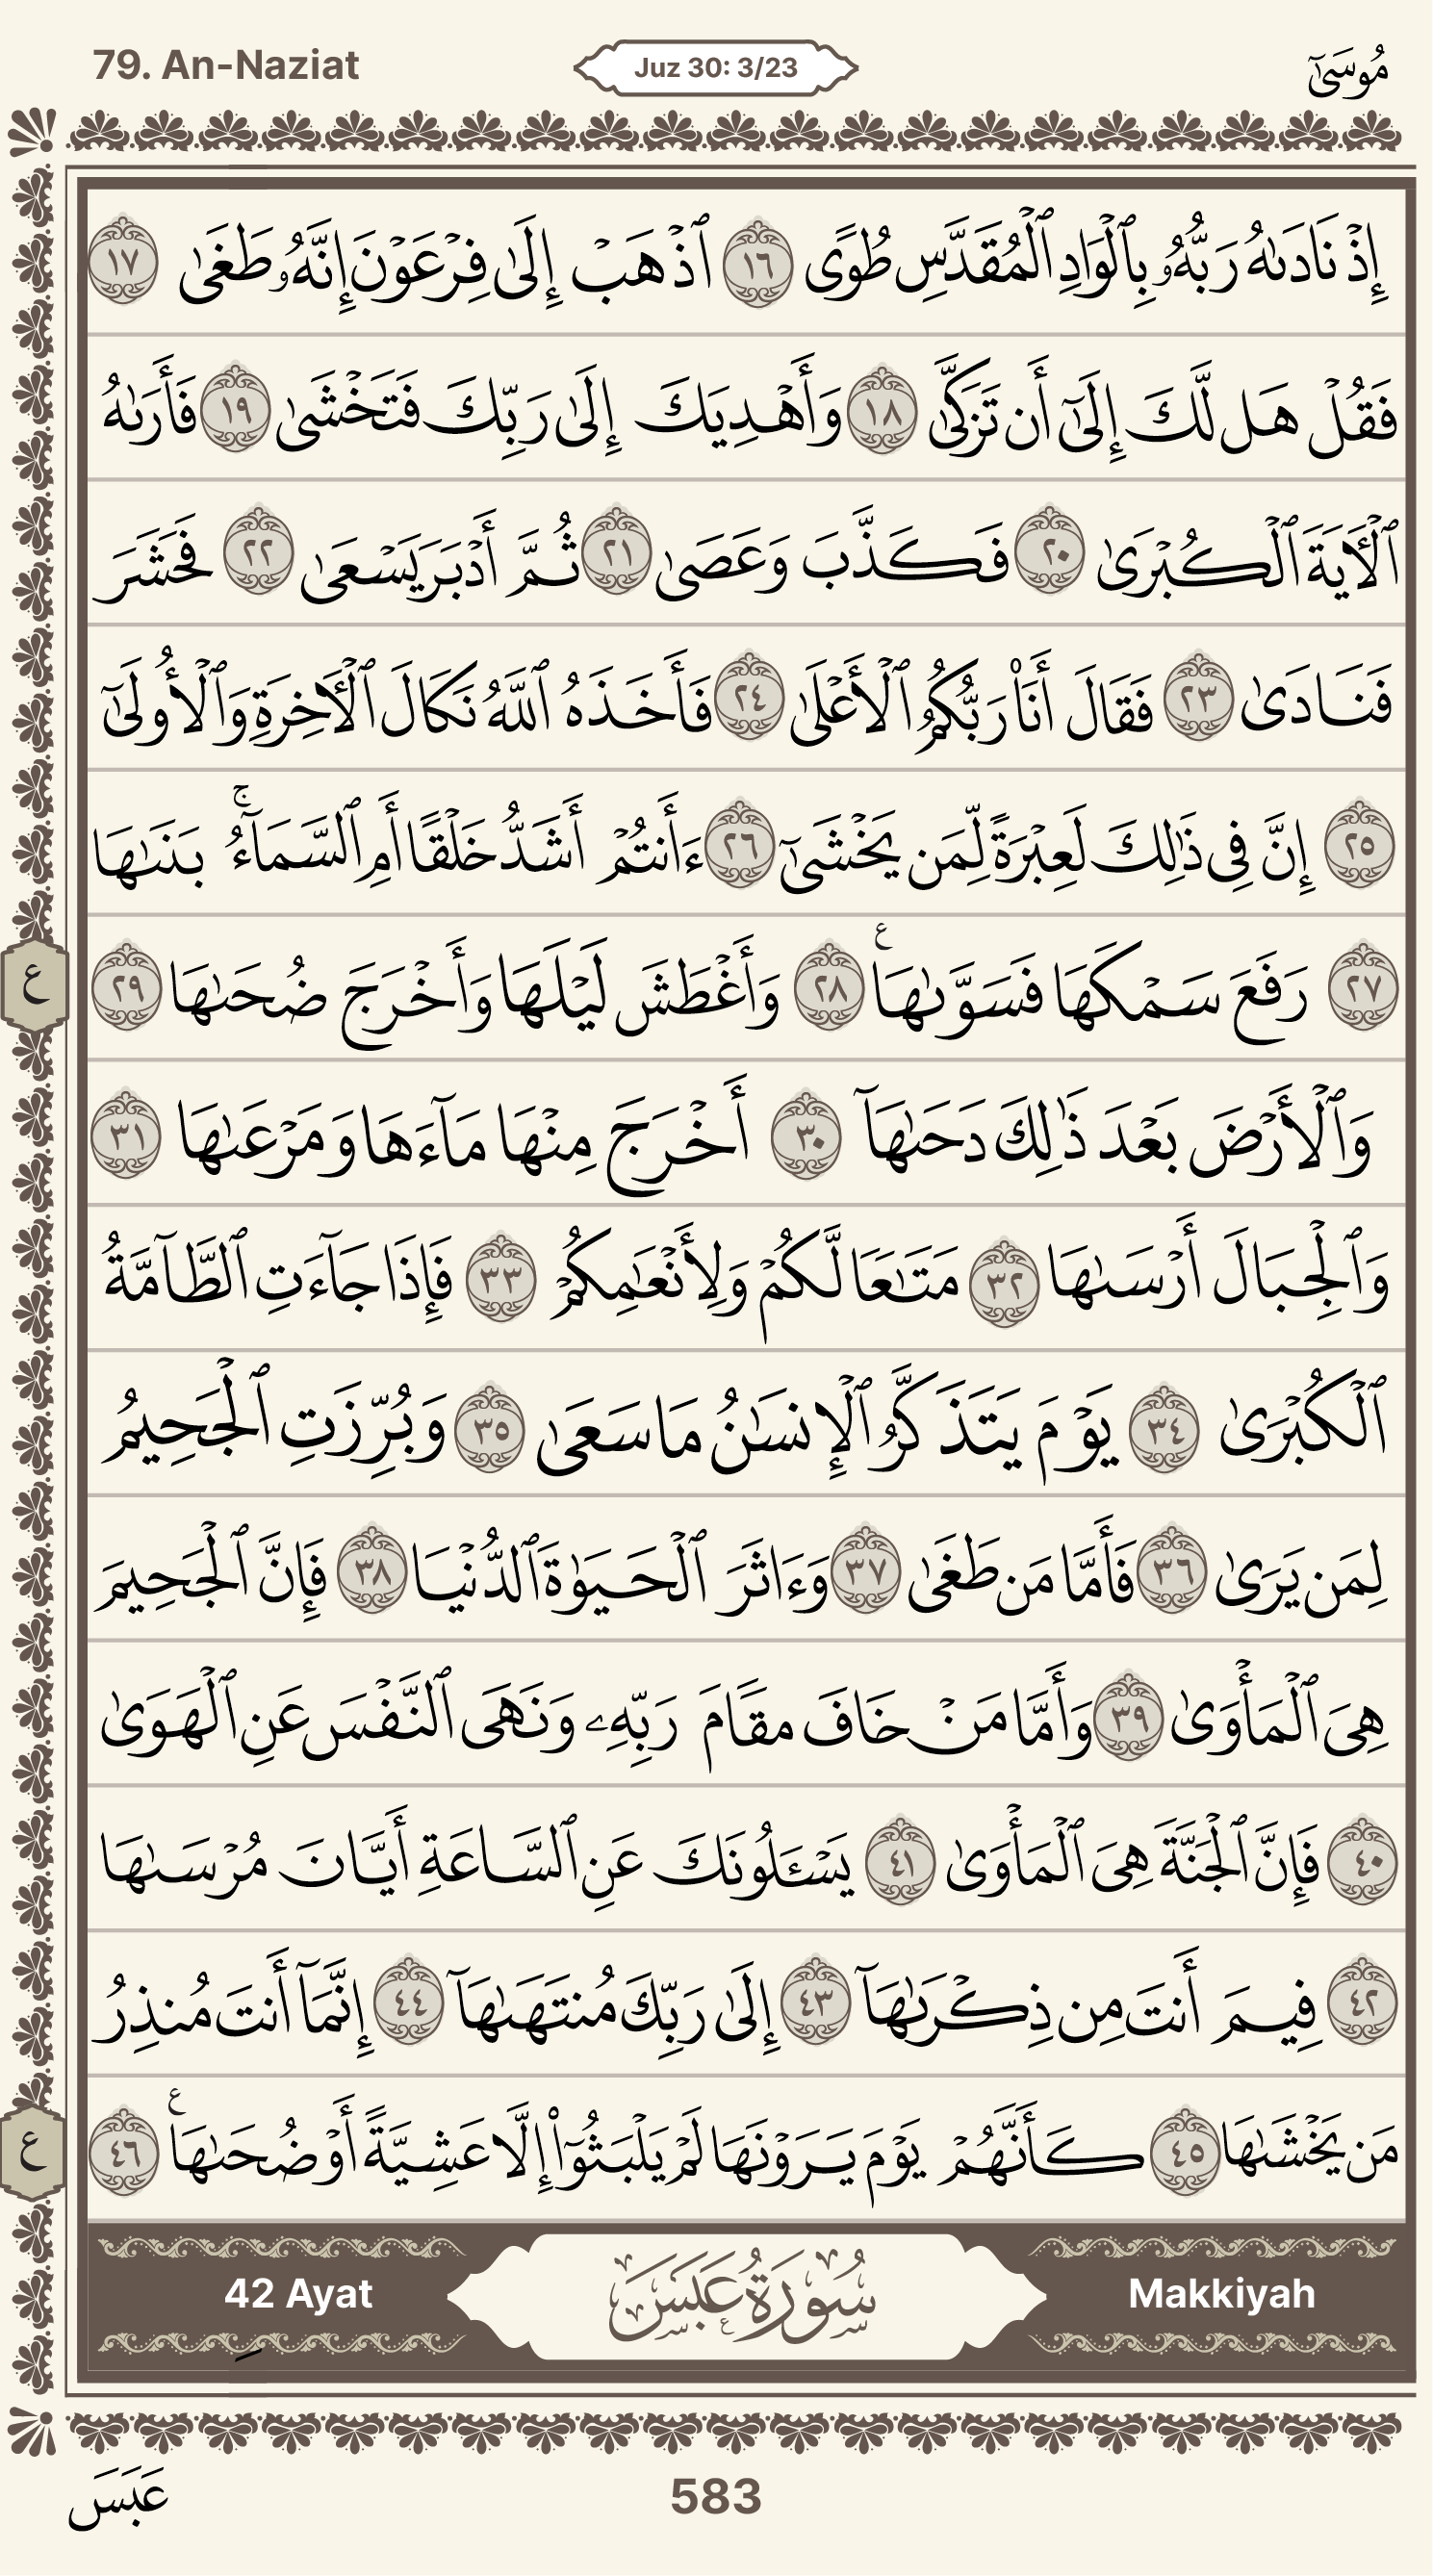 79. An-Naziat
Juz 30: 3/23
مُوسَىٰٓ
إِذْ نَادَىٰهُ رَبُّهُۥ بِٱلْوَادِ ٱلْمُقَدَّسِ طُوًى ١٦ ٱذْهَبْ إِلَىٰ فِرْعَوْنَ إِنَّهُۥ طَغَىٰ ١٧
فَقُلْ هَل لَّكَ إِلَىٰٓ أَن تَزَكَّىٰ ١٨ وَأَهْدِيَكَ إِلَىٰ رَبِّكَ فَتَخْشَىٰ ١٩ فَأَرَىٰهُ
ٱلْـَٔايَةَ ٱلْكُبْرَىٰ ٢٠ فَكَذَّبَ وَعَصَىٰ ٢١ ثُمَّ أَدْبَرَ يَسْعَىٰ ٢٢ فَحَشَرَ
فَنَادَىٰ ٢٣ فَقَالَ أَنَا۠ رَبُّكُمُ ٱلْأَعْلَىٰ ٢٤ فَأَخَذَهُ ٱللَّهُ نَكَالَ ٱلْـَٔاخِرَةِ وَٱلْأُولَىٰٓ
٢٥ إِنَّ فِى ذَٰلِكَ لَعِبْرَةً لِّمَن يَخْشَىٰٓ ٢٦ ءَأَنتُمْ أَشَدُّ خَلْقًا أَمِ ٱلسَّمَآءُ ۚ بَنَىٰهَا
٢٧ رَفَعَ سَمْكَهَا فَسَوَّىٰهَا ع ٢٨ وَأَغْطَشَ لَيْلَهَا وَأَخْرَجَ ضُحَىٰهَا ٢٩
ع
وَٱلْأَرْضَ بَعْدَ ذَٰلِكَ دَحَىٰهَآ ٣٠ أَخْرَجَ مِنْهَا مَآءَهَا وَمَرْعَىٰهَا ٣١
وَٱلْجِبَالَ أَرْسَىٰهَا ٣٢ مَتَـٰعًا لَّكُمْ وَلِأَنْعَـٰمِكُمْ ٣٣ فَإِذَا جَآءَتِ ٱلطَّآمَّةُ
ٱلْكُبْرَىٰ ٣٤ يَوْمَ يَتَذَكَّرُ ٱلْإِنسَـٰنُ مَا سَعَىٰ ٣٥ وَبُرِّزَتِ ٱلْجَحِيمُ
لِمَن يَرَىٰ ٣٦ فَأَمَّا مَن طَغَىٰ ٣٧ وَءَاثَرَ ٱلْحَيَوٰةَ ٱلدُّنْيَا ٣٨ فَإِنَّ ٱلْجَحِيمَ
هِىَ ٱلْمَأْوَىٰ ٣٩ وَأَمَّا مَنْ خَافَ مَقَامَ رَبِّهِۦ وَنَهَى ٱلنَّفْسَ عَنِ ٱلْهَوَىٰ
٤٠ فَإِنَّ ٱلْجَنَّةَ هِىَ ٱلْمَأْوَىٰ ٤١ يَسْـَٔلُونَكَ عَنِ ٱلسَّاعَةِ أَيَّانَ مُرْسَىٰهَا
٤٢ فِيمَ أَنتَ مِن ذِكْرَىٰهَآ ٤٣ إِلَىٰ رَبِّكَ مُنتَهَىٰهَآ ٤٤ إِنَّمَآ أَنتَ مُنذِرُ
مَن يَخْشَىٰهَا ٤٥ كَأَنَّهُمْ يَوْمَ يَرَوْنَهَا لَمْ يَلْبَثُوٓا۟ إِلَّا عَشِيَّةً أَوْ ضُحَىٰهَا ع ٤٦
ع
Makkiyah
سُورَةُ عَبَسَ
42 Ayat
583
عَبَسَ